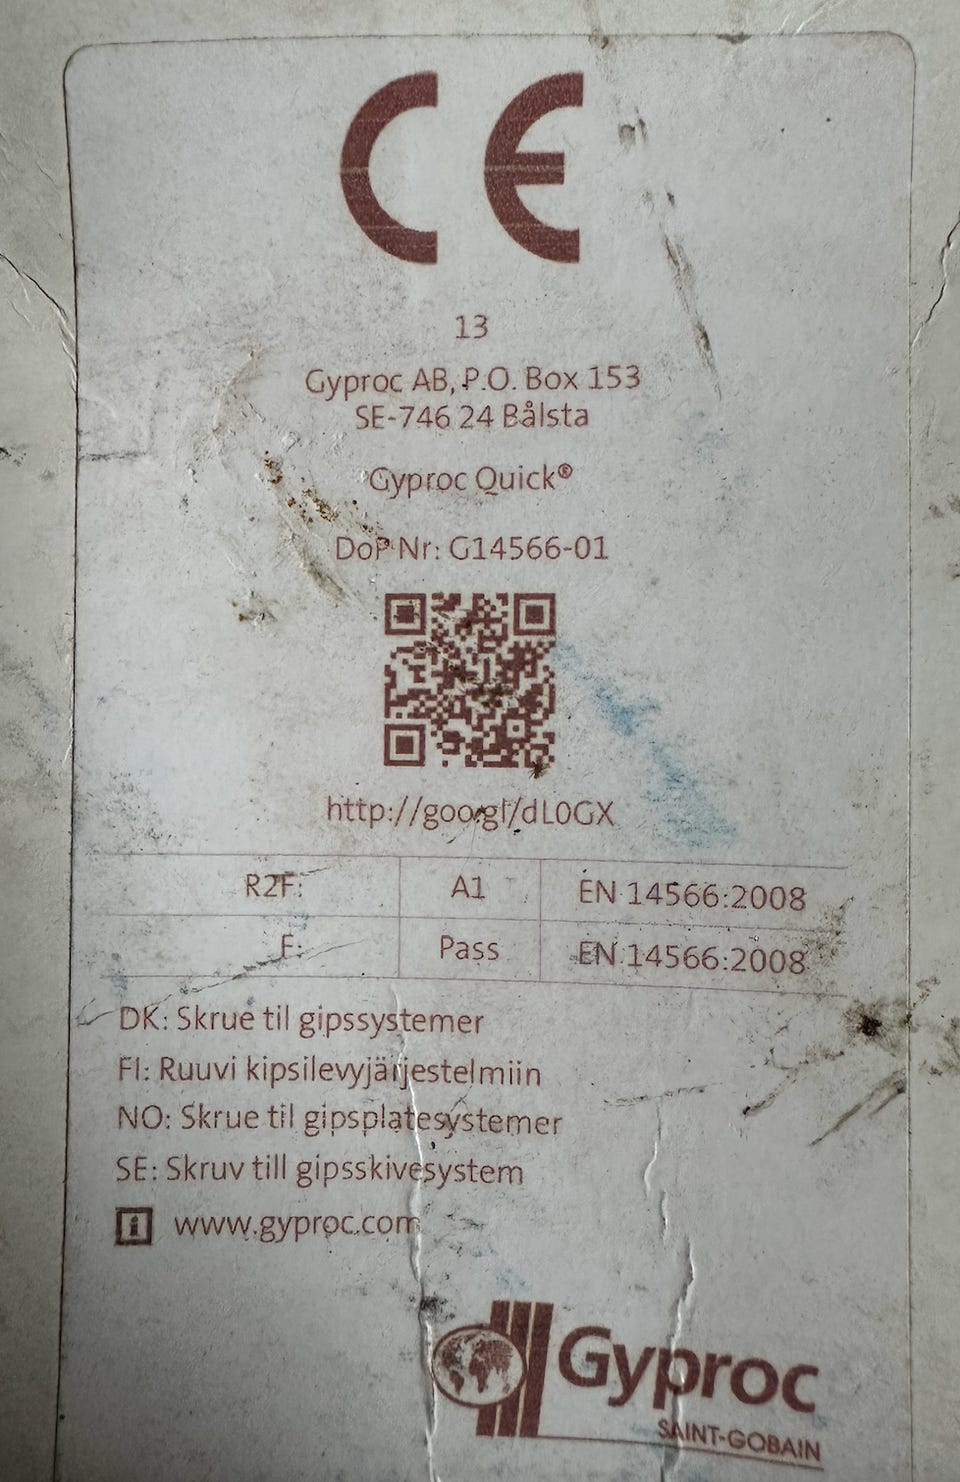 CE
13
Gyproc AB, P.O. Box 153
SE-746 24 Bålsta
Gyproc Quick®
DoP Nr: G14566-01
http://goo.gl/dL0GX
R2F: A1 EN 14566:2008
F: Pass EN 14566:2008
DK: Skrue til gipssystemer
FI: Ruuvi kipsilevyjärjestelmiin
NO: Skrue til gipsplatesystemer
SE: Skruv till gipsskivesystem
i www.gyproc.com
Gyproc
SAINT-GOBAIN